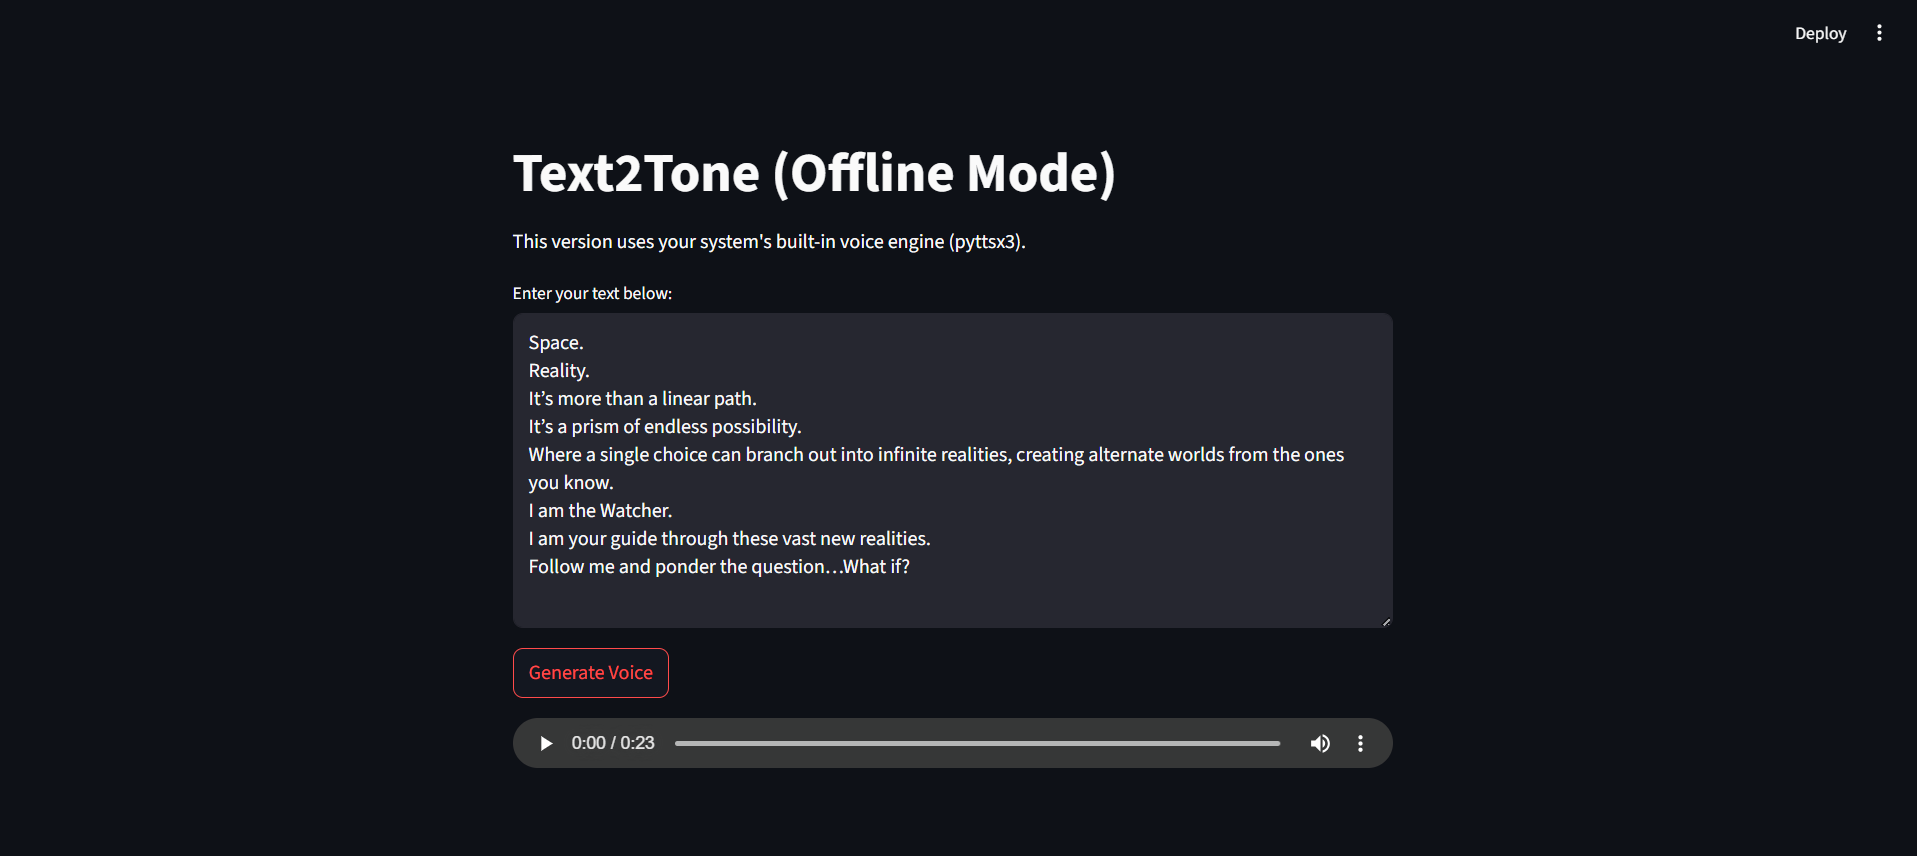 Deploy
Text2Tone (Offline Mode)
This version uses your system's built-in voice engine (pyttsx3).
Enter your text below:
Space.
Reality.
It’s more than a linear path.
It’s a prism of endless possibility.
Where a single choice can branch out into infinite realities, creating alternate worlds from the ones
you know.
I am the Watcher.
I am your guide through these vast new realities.
Follow me and ponder the question…What if?
Generate Voice
0:00 / 0:23